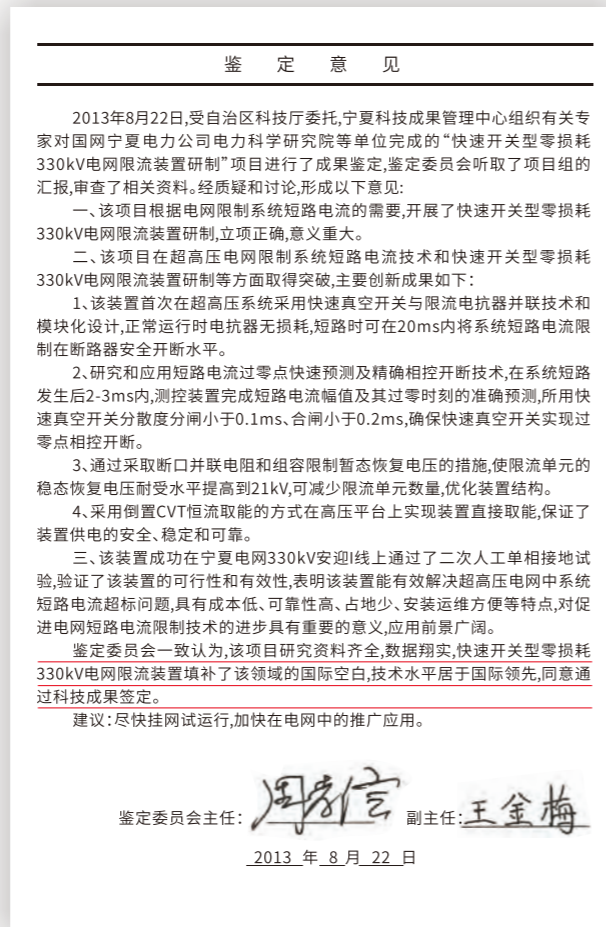 鉴 定 意 见
2013年8月22日,受自治区科技厅委托,宁夏科技成果管理中心组织有关专
家对国网宁夏电力公司电力科学研究院等单位完成的“快速开关型零损耗
330kV电网限流装置研制”项目进行了成果鉴定,鉴定委员会听取了项目组的
汇报,审查了相关资料。经质疑和讨论,形成以下意见:
一、该项目根据电网限制系统短路电流的需要,开展了快速开关型零损耗
330kV电网限流装置研制,立项正确,意义重大。
二、该项目在超高压电网限制系统短路电流技术和快速开关型零损耗
330kV电网限流装置研制等方面取得突破,主要创新成果如下:
1、该装置首次在超高压系统采用快速真空开关与限流电抗器并联技术和
模块化设计,正常运行时电抗器无损耗,短路时可在20ms内将系统短路电流限
制在断路器安全开断水平。
2、研究和应用短路电流过零点快速预测及精确相控开断技术,在系统短路
发生后2-3ms内,测控装置完成短路电流幅值及其过零时刻的准确预测,所用快
速真空开关分散度分闸小于0.1ms、合闸小于0.2ms,确保快速真空开关实现过
零点相控开断。
3、通过采取断口并联电阻和组容限制暂态恢复电压的措施,使限流单元的
稳态恢复电压耐受水平提高到21kV,可减少限流单元数量,优化装置结构。
4、采用倒置CVT恒流取能的方式在高压平台上实现装置直接取能,保证了
装置供电的安全、稳定和可靠。
三、该装置成功在宁夏电网330kV安迎I线上通过了二次人工单相接地试
验,验证了该装置的可行性和有效性,表明该装置能有效解决超高压电网中系统
短路电流超标问题,具有成本低、可靠性高、占地少、安装运维方便等特点,对促
进电网短路电流限制技术的进步具有重要的意义,应用前景广阔。
鉴定委员会一致认为,该项目研究资料齐全,数据翔实,快速开关型零损耗
330kV电网限流装置填补了该领域的国际空白,技术水平居于国际领先,同意通
过科技成果签定。
建议:尽快挂网试运行,加快在电网中的推广应用。
鉴定委员会主任: 周孝信 副主任: 王金梅
2013 年 8 月 22 日